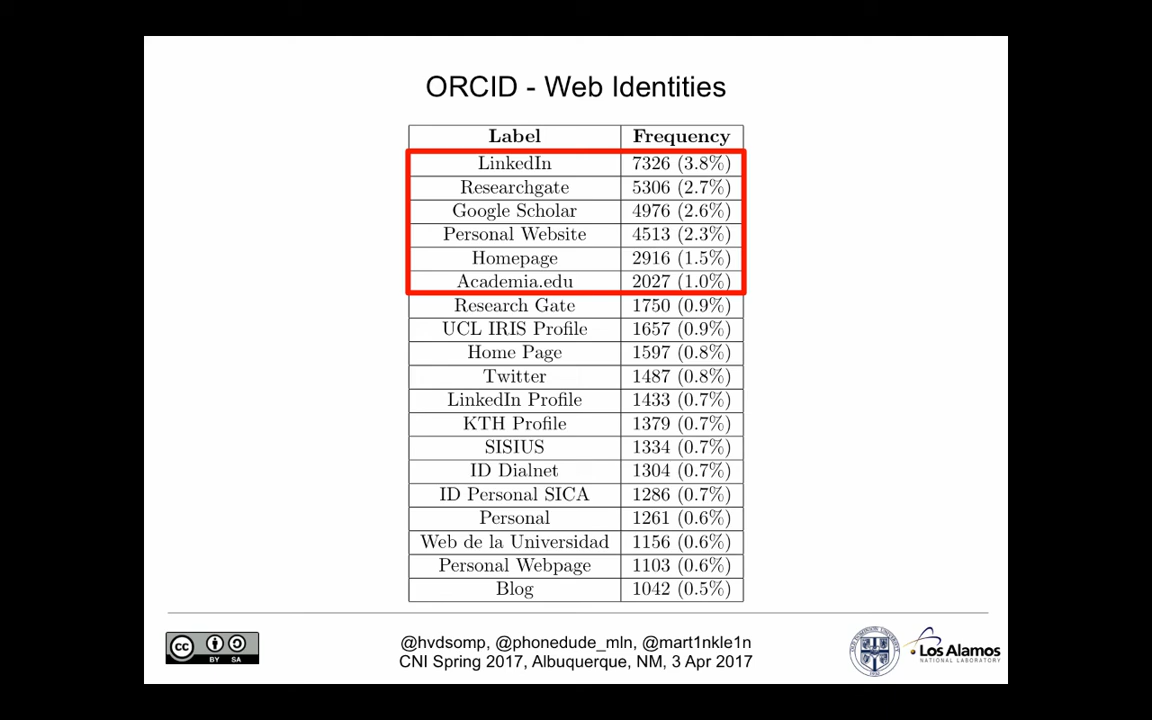 ORCID - Web Identities
Label Frequency
LinkedIn 7326 (3.8%)
Researchgate 5306 (2.7%)
Google Scholar 4976 (2.6%)
Personal Website 4513 (2.3%)
Homepage 2916 (1.5%)
Academia.edu 2027 (1.0%)
Research Gate 1750 (0.9%)
UCL IRIS Profile 1657 (0.9%)
Home Page 1597 (0.8%)
Twitter 1487 (0.8%)
LinkedIn Profile 1433 (0.7%)
KTH Profile 1379 (0.7%)
SISIUS 1334 (0.7%)
ID Dialnet 1304 (0.7%)
ID Personal SICA 1286 (0.7%)
Personal 1261 (0.6%)
Web de la Universidad 1156 (0.6%)
Personal Webpage 1103 (0.6%)
Blog 1042 (0.5%)
cc BY SA
@hvdsomp, @phonedude_mln, @mart1nkle1n
CNI Spring 2017, Albuquerque, NM, 3 Apr 2017
Los Alamos
NATIONAL LABORATORY